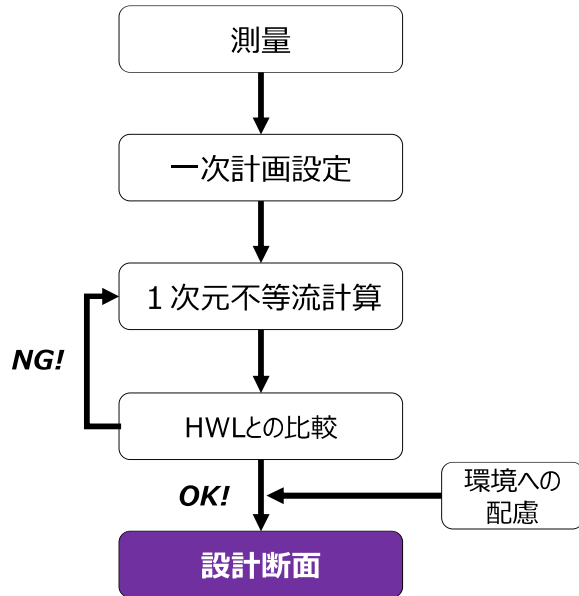 測量
一次計画設定
１次元不等流計算
NG!
HWLとの比較
OK!
環境への
配慮
設計断面